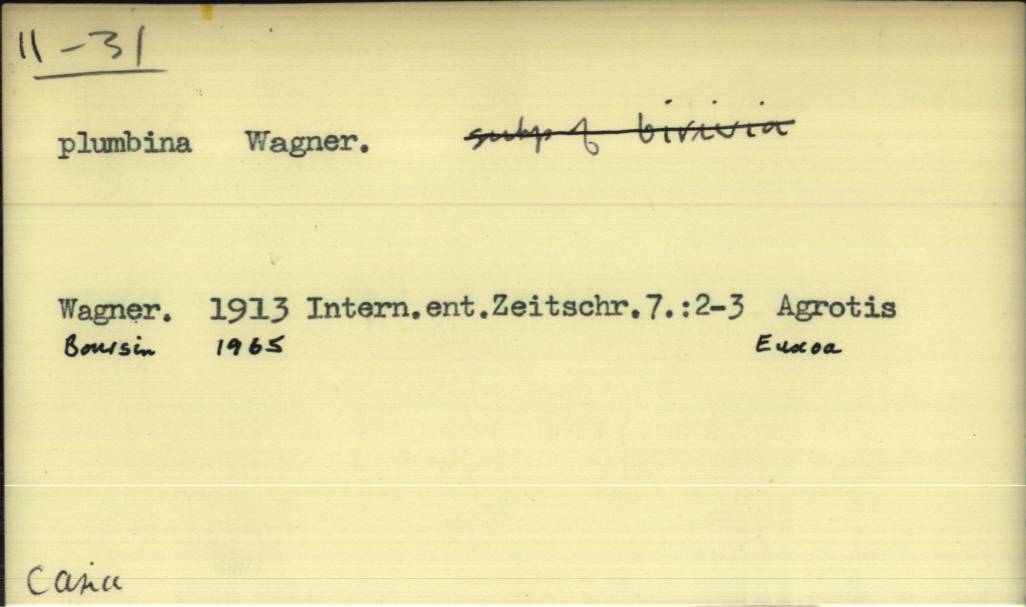 11-31
plumbina Wagner. subsp of birivia
Wagner. 1913 Intern.ent.Zeitschr.7.:2-3 Agrotis
Boursin 1965 Euxoa
C Asia